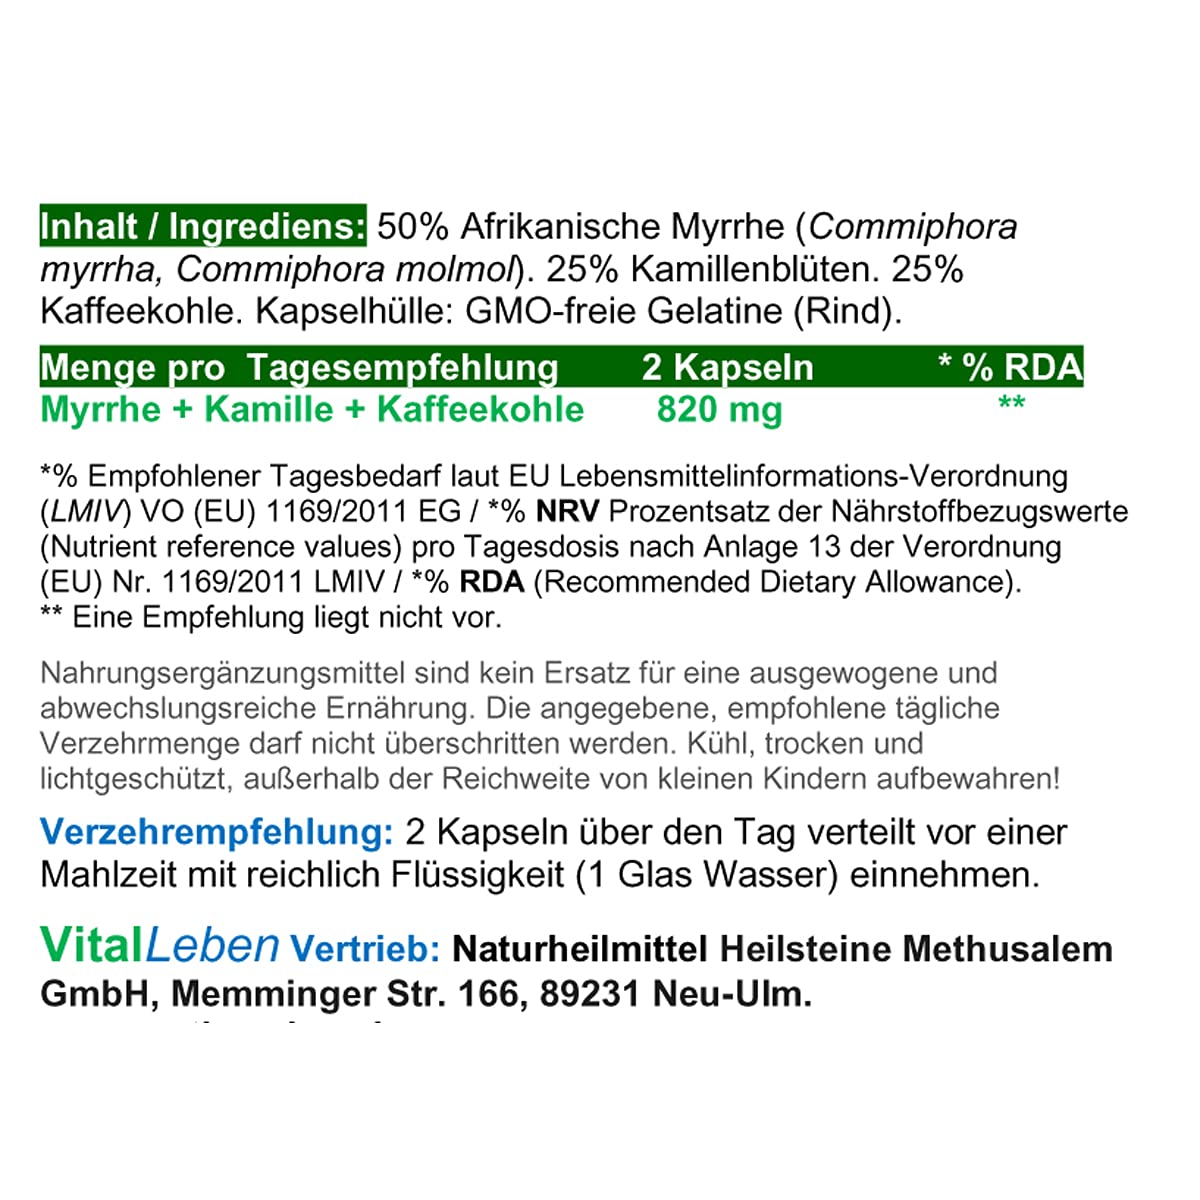 Inhalt / Ingrediens: 50% Afrikanische Myrrhe (Commiphora
myrrha, Commiphora molmol). 25% Kamillenblüten. 25%
Kaffeekohle. Kapselhülle: GMO-freie Gelatine (Rind).
Menge pro Tagesempfehlung 2 Kapseln * % RDA
Myrrhe + Kamille + Kaffeekohle 820 mg **
*% Empfohlener Tagesbedarf laut EU Lebensmittelinformations-Verordnung
(LMIV) VO (EU) 1169/2011 EG / *% NRV Prozentsatz der Nährstoffbezugswerte
(Nutrient reference values) pro Tagesdosis nach Anlage 13 der Verordnung
(EU) Nr. 1169/2011 LMIV / *% RDA (Recommended Dietary Allowance).
** Eine Empfehlung liegt nicht vor.
Nahrungsergänzungsmittel sind kein Ersatz für eine ausgewogene und
abwechslungsreiche Ernährung. Die angegebene, empfohlene tägliche
Verzehrmenge darf nicht überschritten werden. Kühl, trocken und
lichtgeschützt, außerhalb der Reichweite von kleinen Kindern aufbewahren!
Verzehrempfehlung: 2 Kapseln über den Tag verteilt vor einer
Mahlzeit mit reichlich Flüssigkeit (1 Glas Wasser) einnehmen.
VitalLeben Vertrieb: Naturheilmittel Heilsteine Methusalem
GmbH, Memminger Str. 166, 89231 Neu-Ulm.